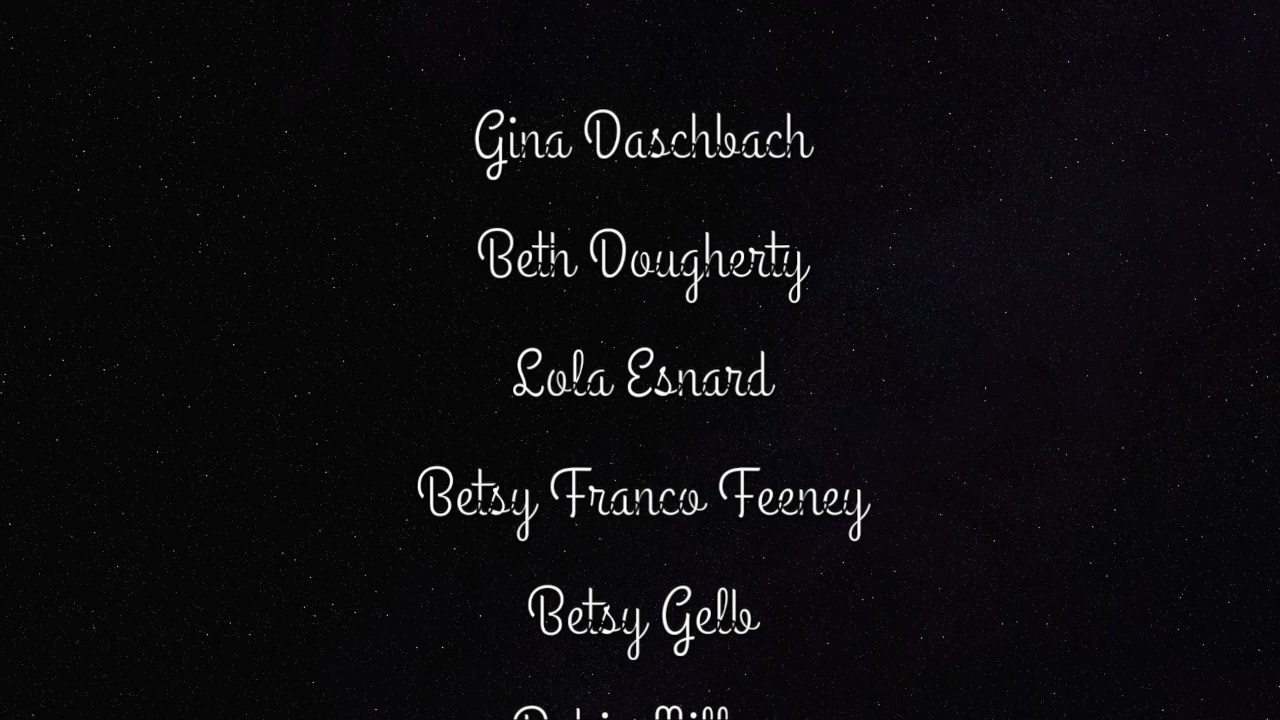 Gina Daschbach
Beth Dougherty
Lola Esnard
Betsy Franco Feeney
Betsy Gelb